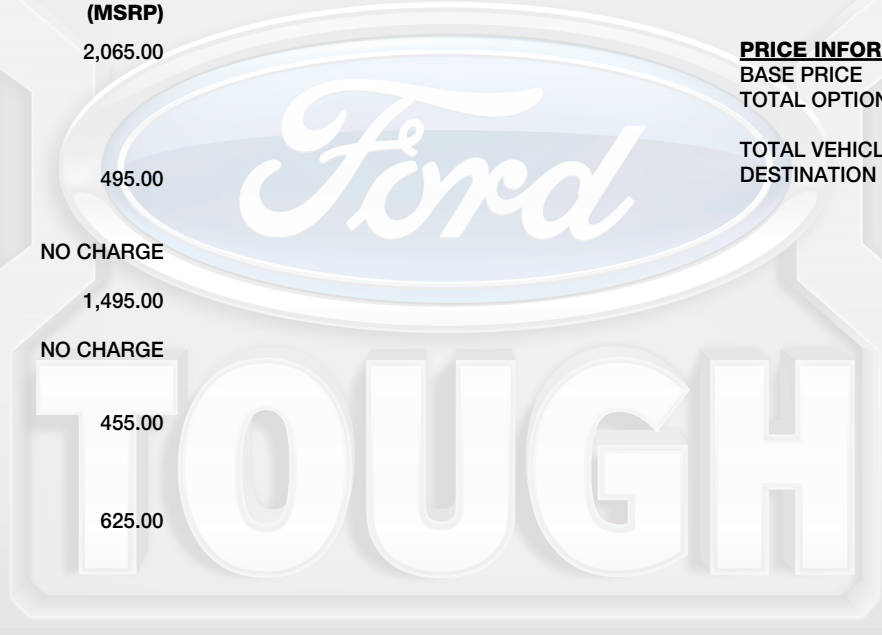 (MSRP)
2,065.00
495.00
NO CHARGE
1,495.00
NO CHARGE
455.00
625.00
PRICE INFOR
BASE PRICE
TOTAL OPTION
TOTAL VEHICL
DESTINATION
Ford
TOUGH